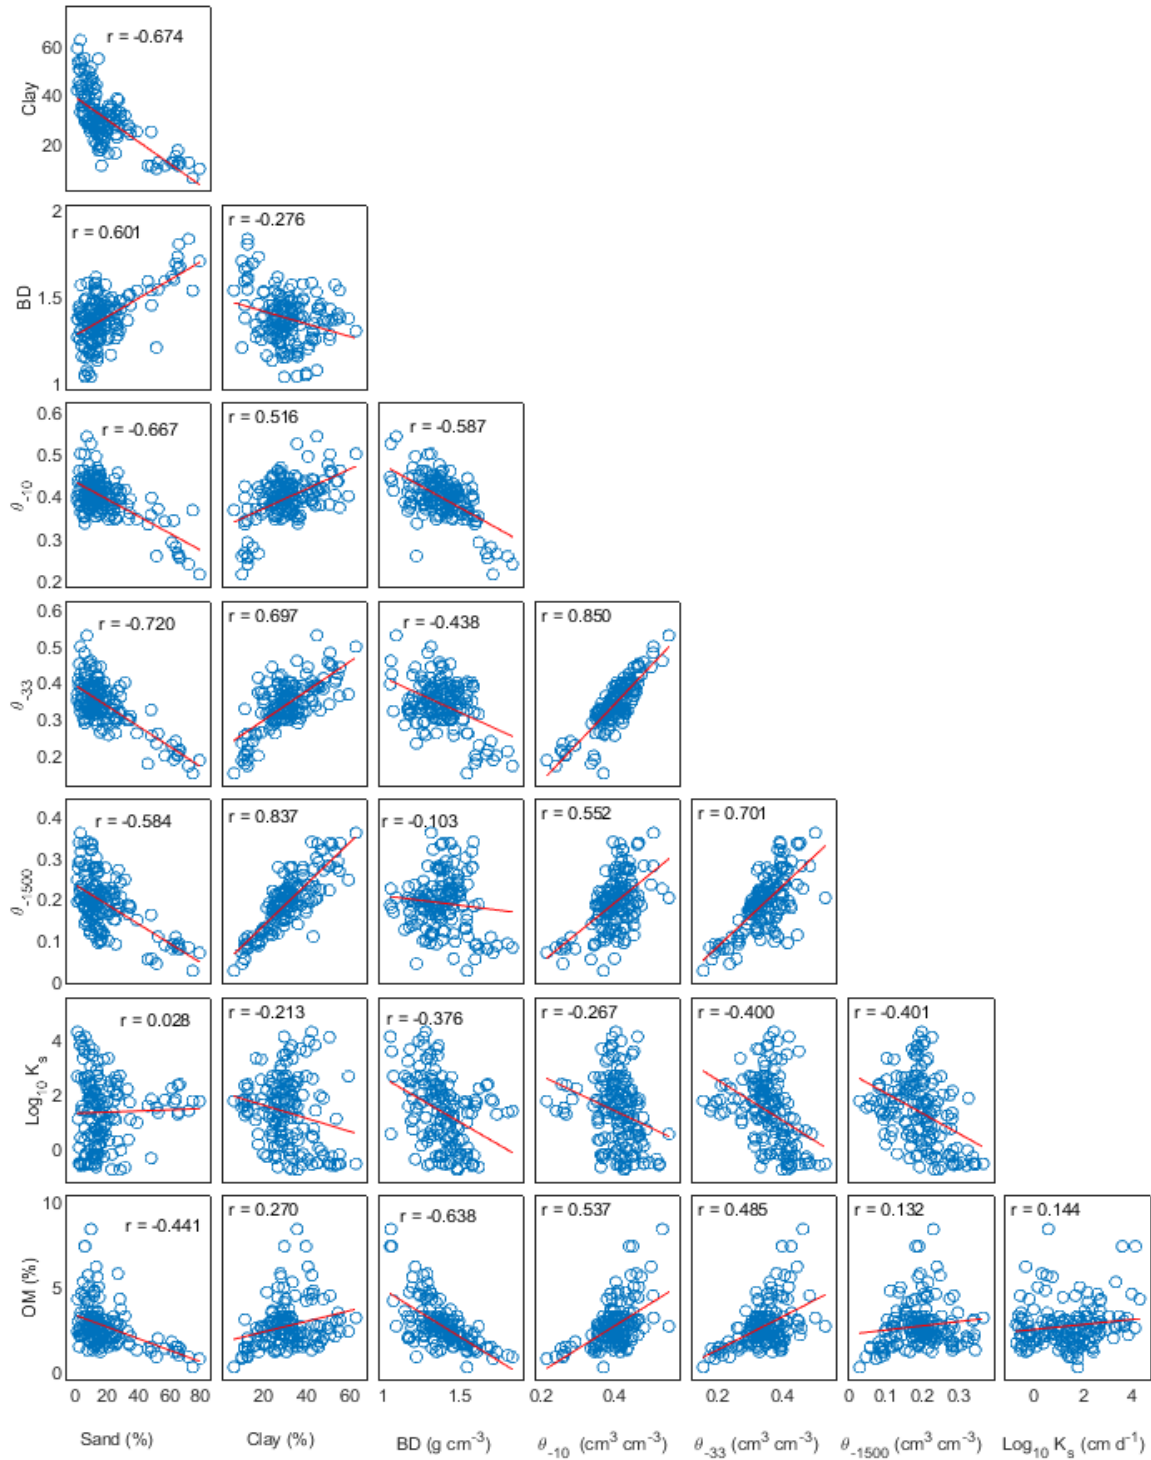 r = -0.674
60
40
20
Clay
2
1.5
1
BD
r = 0.601
r = -0.276
0.6
0.5
0.4
0.3
0.2
θ-10
r = -0.667
r = 0.516
r = -0.587
0.6
0.5
0.4
0.3
0.2
θ-33
r = -0.720
r = 0.697
r = -0.438
r = 0.850
0.4
0.3
0.2
0.1
0
θ-1500
r = -0.584
r = 0.837
r = -0.103
r = 0.552
r = 0.701
4
2
0
Log10 Ks
r = 0.028
r = -0.213
r = -0.376
r = -0.267
r = -0.400
r = -0.401
10
5
0
OM (%)
r = -0.441
r = 0.270
r = -0.638
r = 0.537
r = 0.485
r = 0.132
r = 0.144
0 20 40 60 80
20 40 60
1 1.5
0.2 0.4
0.2 0.4
0 0.1 0.2 0.3
0 2 4
Sand (%)
Clay (%)
BD (g cm-3)
θ-10 (cm3 cm-3)
θ-33 (cm3 cm-3)
θ-1500 (cm3 cm-3)
Log10 Ks (cm d-1)